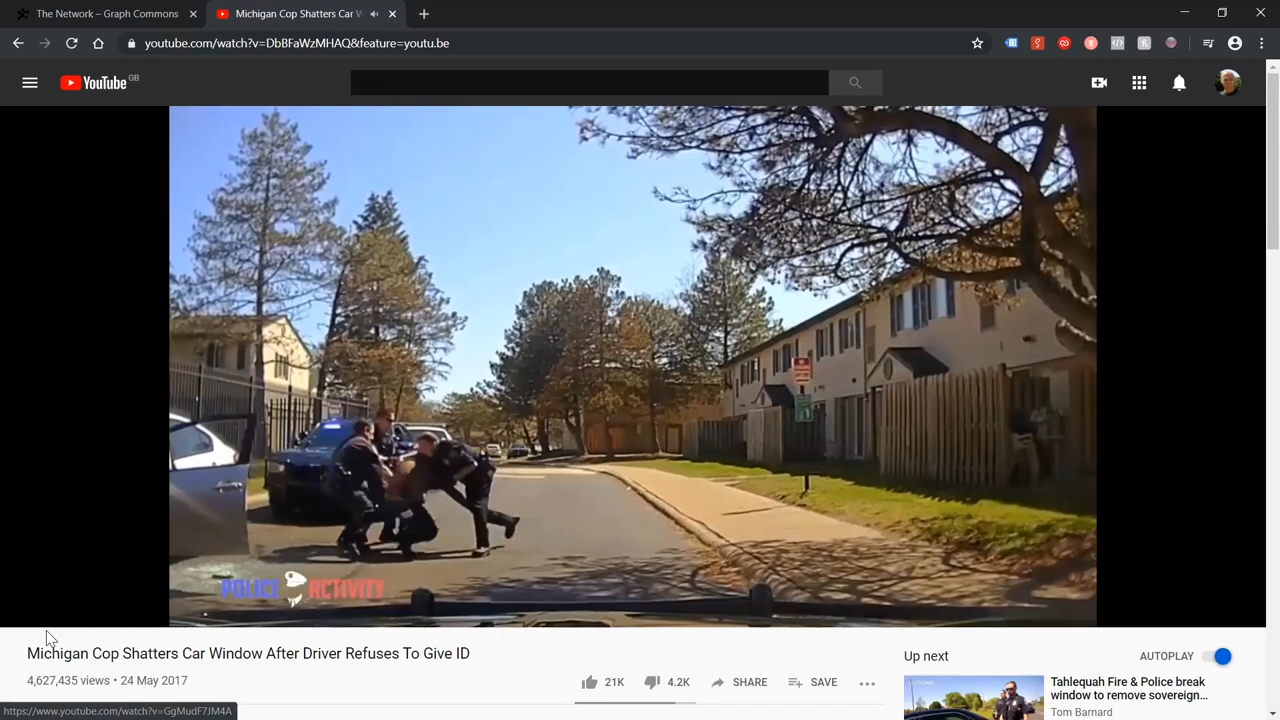 The Network – Graph Commons
Michigan Cop Shatters Car W
youtube.com/watch?v=DbBFaWzMHAQ&feature=youtu.be
YouTube GB
POLICE ACTIVITY
Michigan Cop Shatters Car Window After Driver Refuses To Give ID
4,627,435 views • 24 May 2017
21K
4.2K
SHARE
SAVE
Up next
AUTOPLAY
Tahlequah Fire & Police break
window to remove sovereign...
Tom Barnard
https://www.youtube.com/watch?v=GgMudF7JM4A